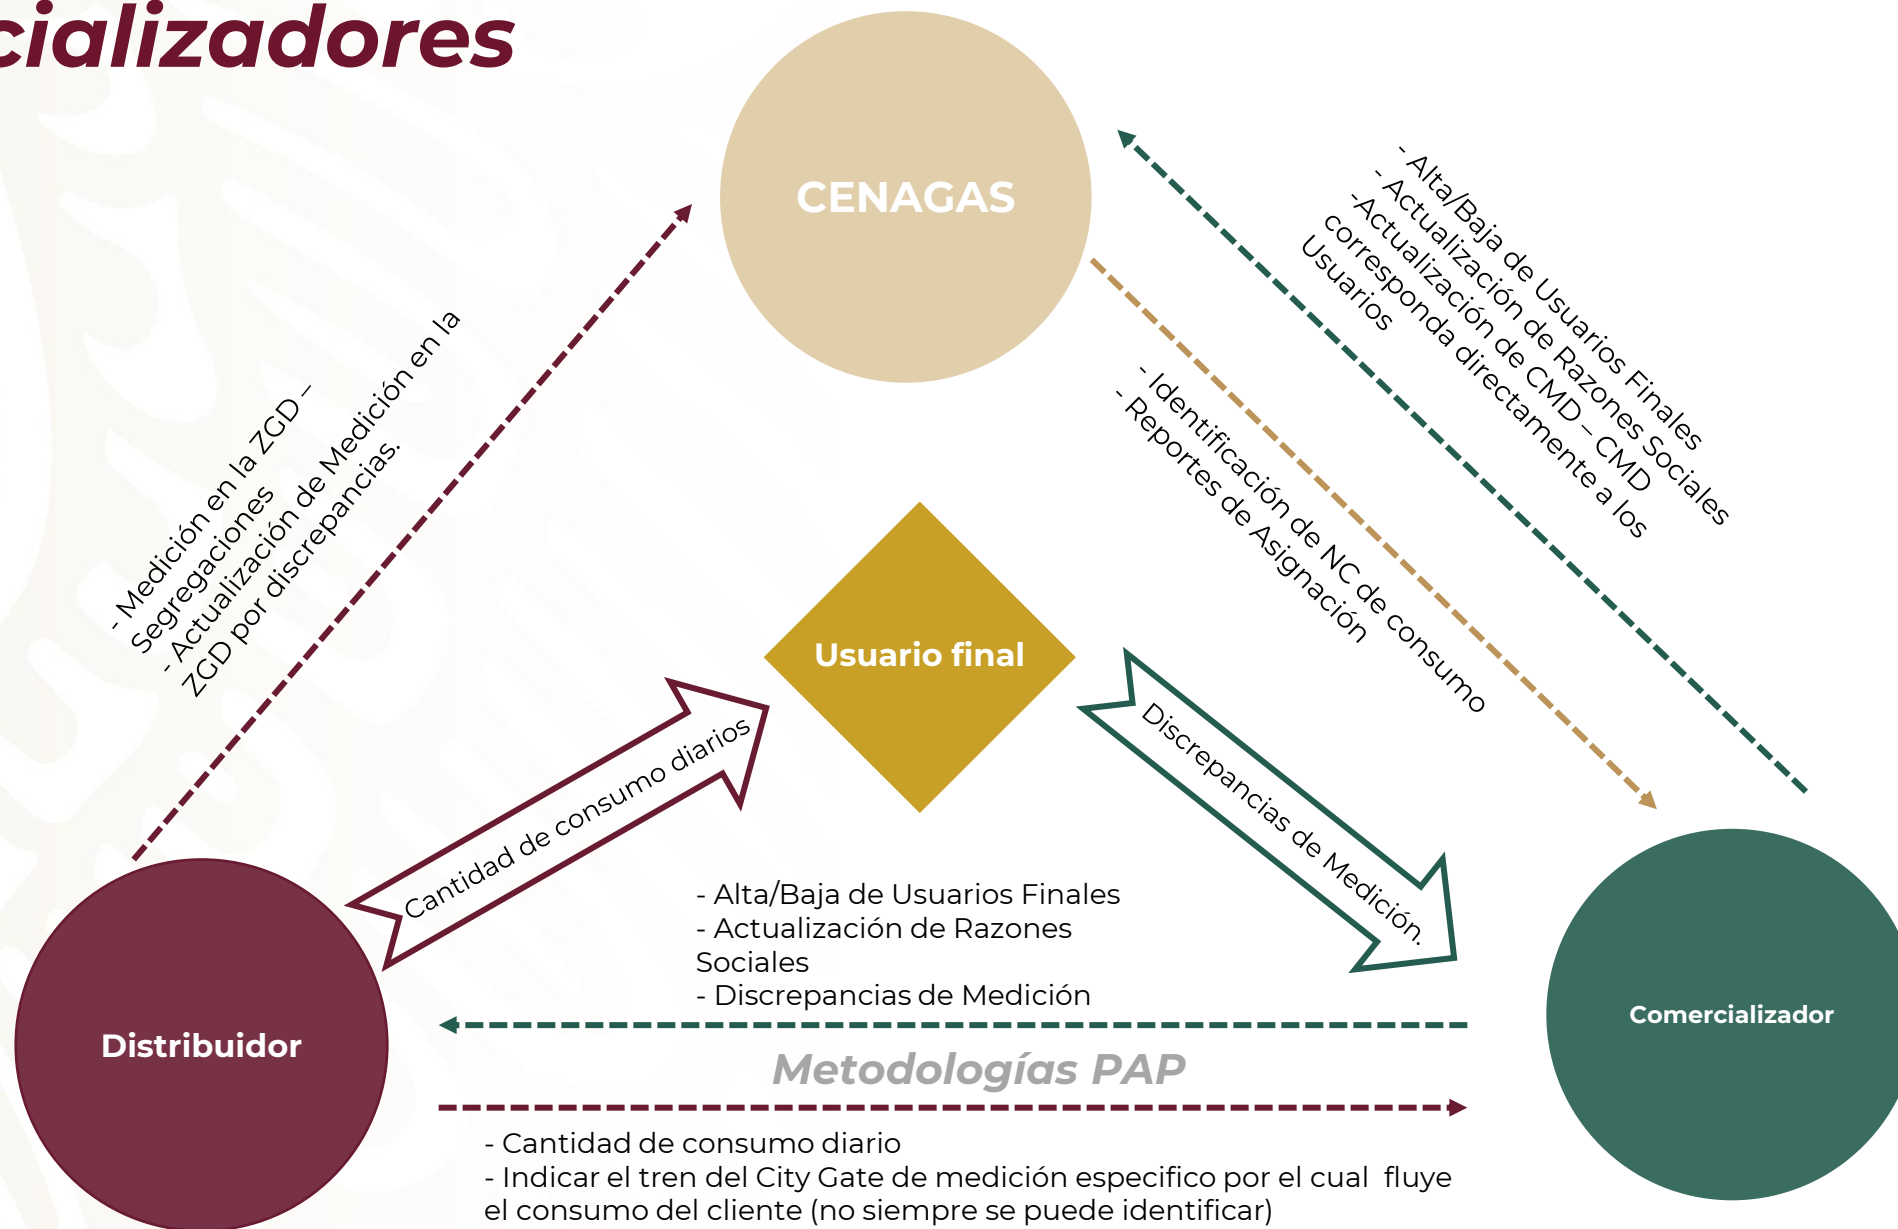 cializadores
CENAGAS
- Alta/Baja de Usuarios Finales
- Actualización de Razones Sociales
-Actualización de CMD – CMD
corresponda directamente a los
Usuarios
- Medición en la ZGD –
Segregaciones
- Actualización de Medición en la
ZGD por discrepancias.
- Identificación de NC de consumo
- Reportes de Asignación
Usuario final
Cantidad de consumo diarios
Discrepancias de Medición.
- Alta/Baja de Usuarios Finales
- Actualización de Razones
Sociales
- Discrepancias de Medición
Distribuidor
Comercializador
Metodologías PAP
- Cantidad de consumo diario
- Indicar el tren del City Gate de medición especifico por el cual  fluye
el consumo del cliente (no siempre se puede identificar)